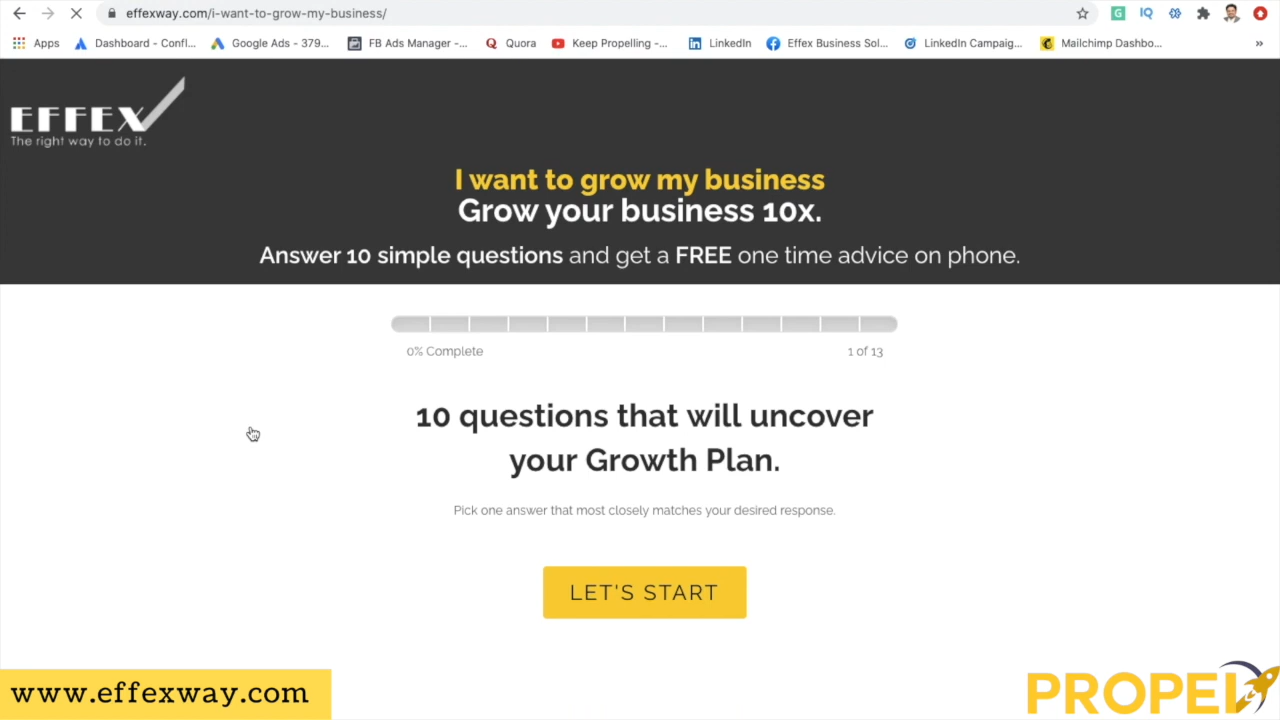 effexway.com/i-want-to-grow-my-business/
Apps Dashboard - Confl... Google Ads - 379... FB Ads Manager -... Quora Keep Propelling -... LinkedIn Effex Business Sol... LinkedIn Campaig... Mailchimp Dashbo... »
EFFEX
The right way to do it.
I want to grow my business
Grow your business 10x.
Answer 10 simple questions and get a FREE one time advice on phone.
0% Complete 1 of 13
10 questions that will uncover
your Growth Plan.
Pick one answer that most closely matches your desired response.
LET'S START
www.effexway.com
PROPEL